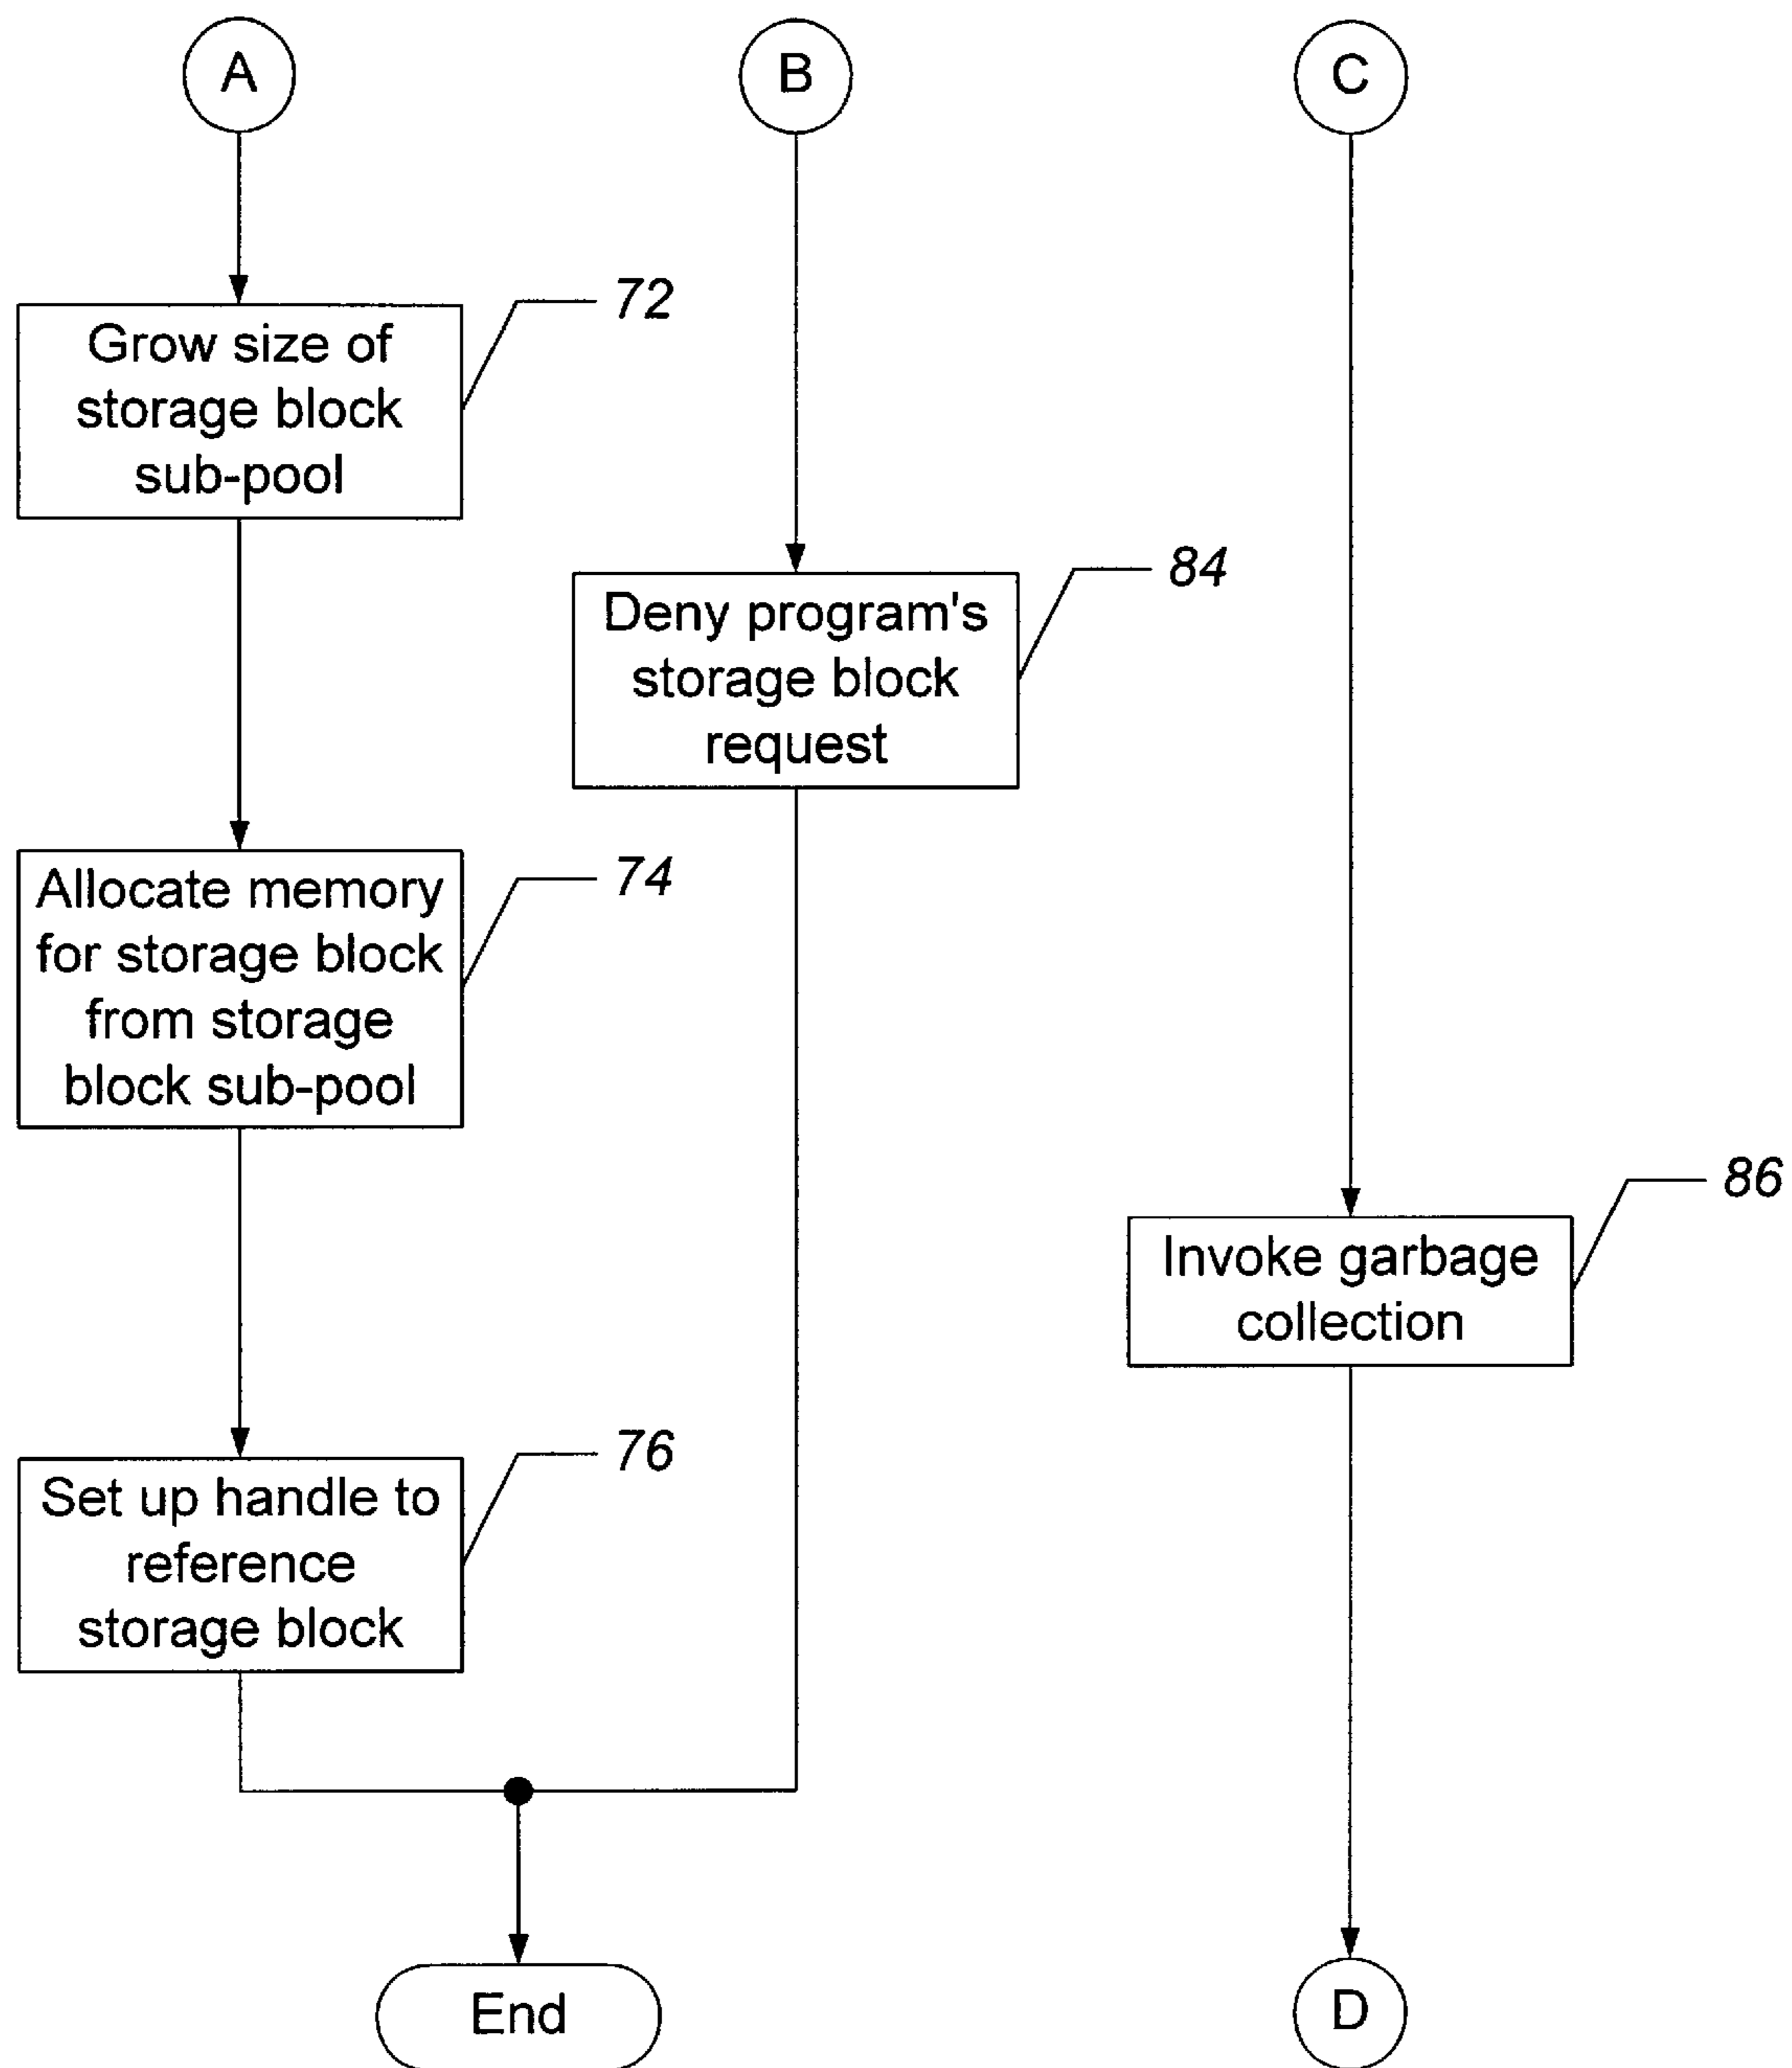 A
B
C
72
Grow size of
storage block
sub-pool
84
Deny program's
storage block
request
74
Allocate memory
for storage block
from storage
block sub-pool
86
Invoke garbage
collection
76
Set up handle to
reference
storage block
End
D